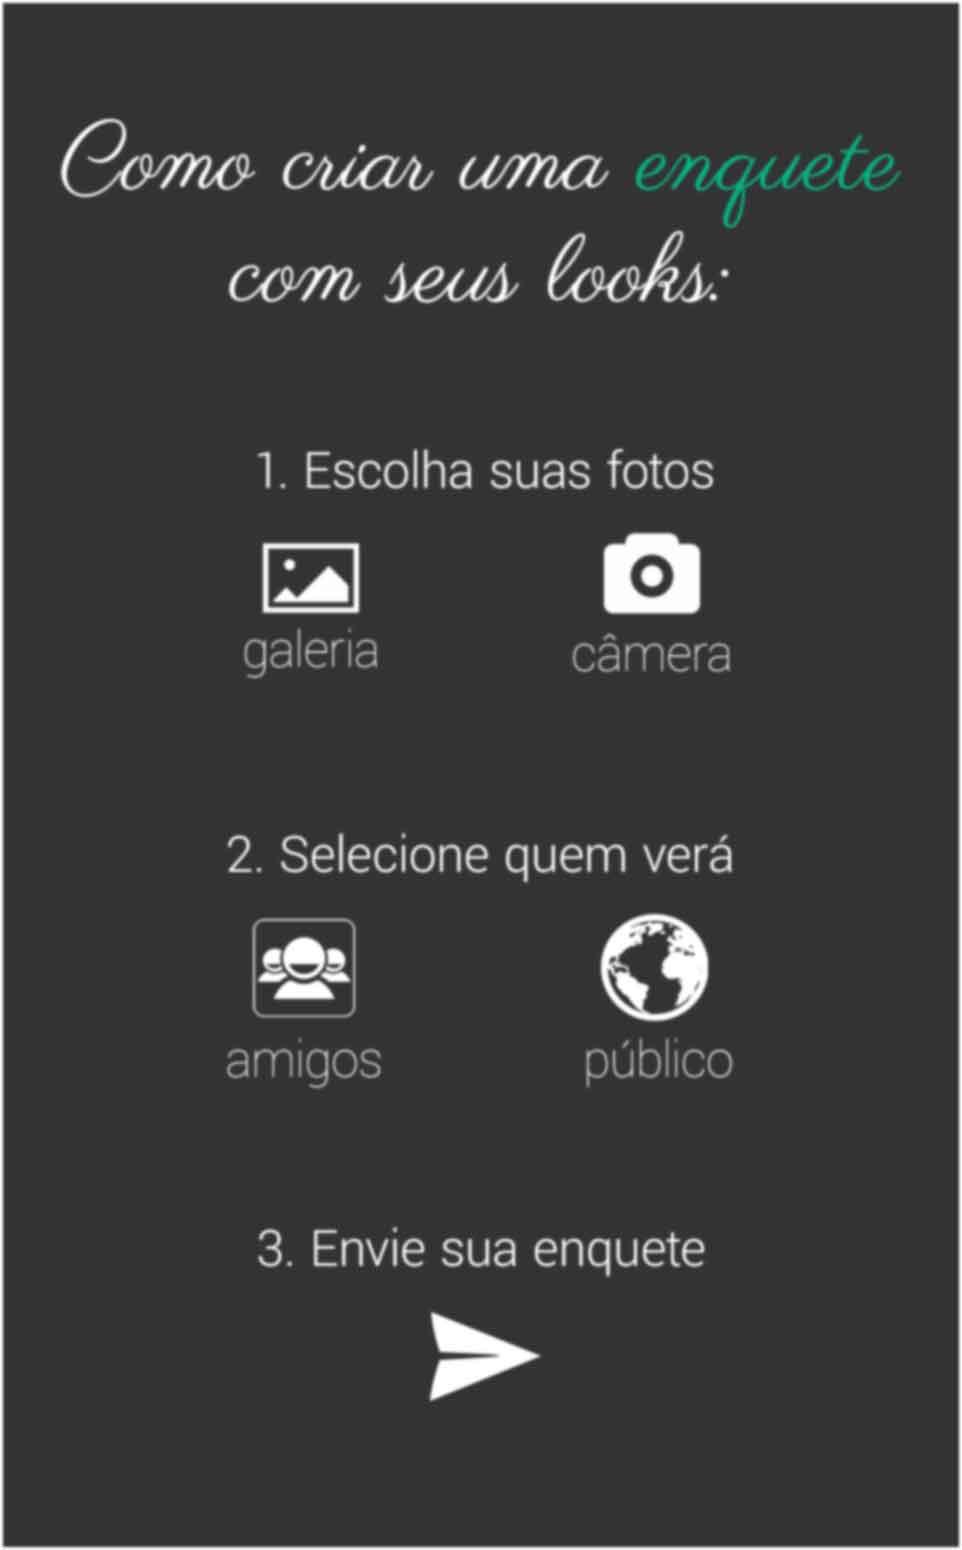 Como criar uma enquete
com seus looks:
1. Escolha suas fotos
galeria câmera
2. Selecione quem verá
amigos público
3. Envie sua enquete